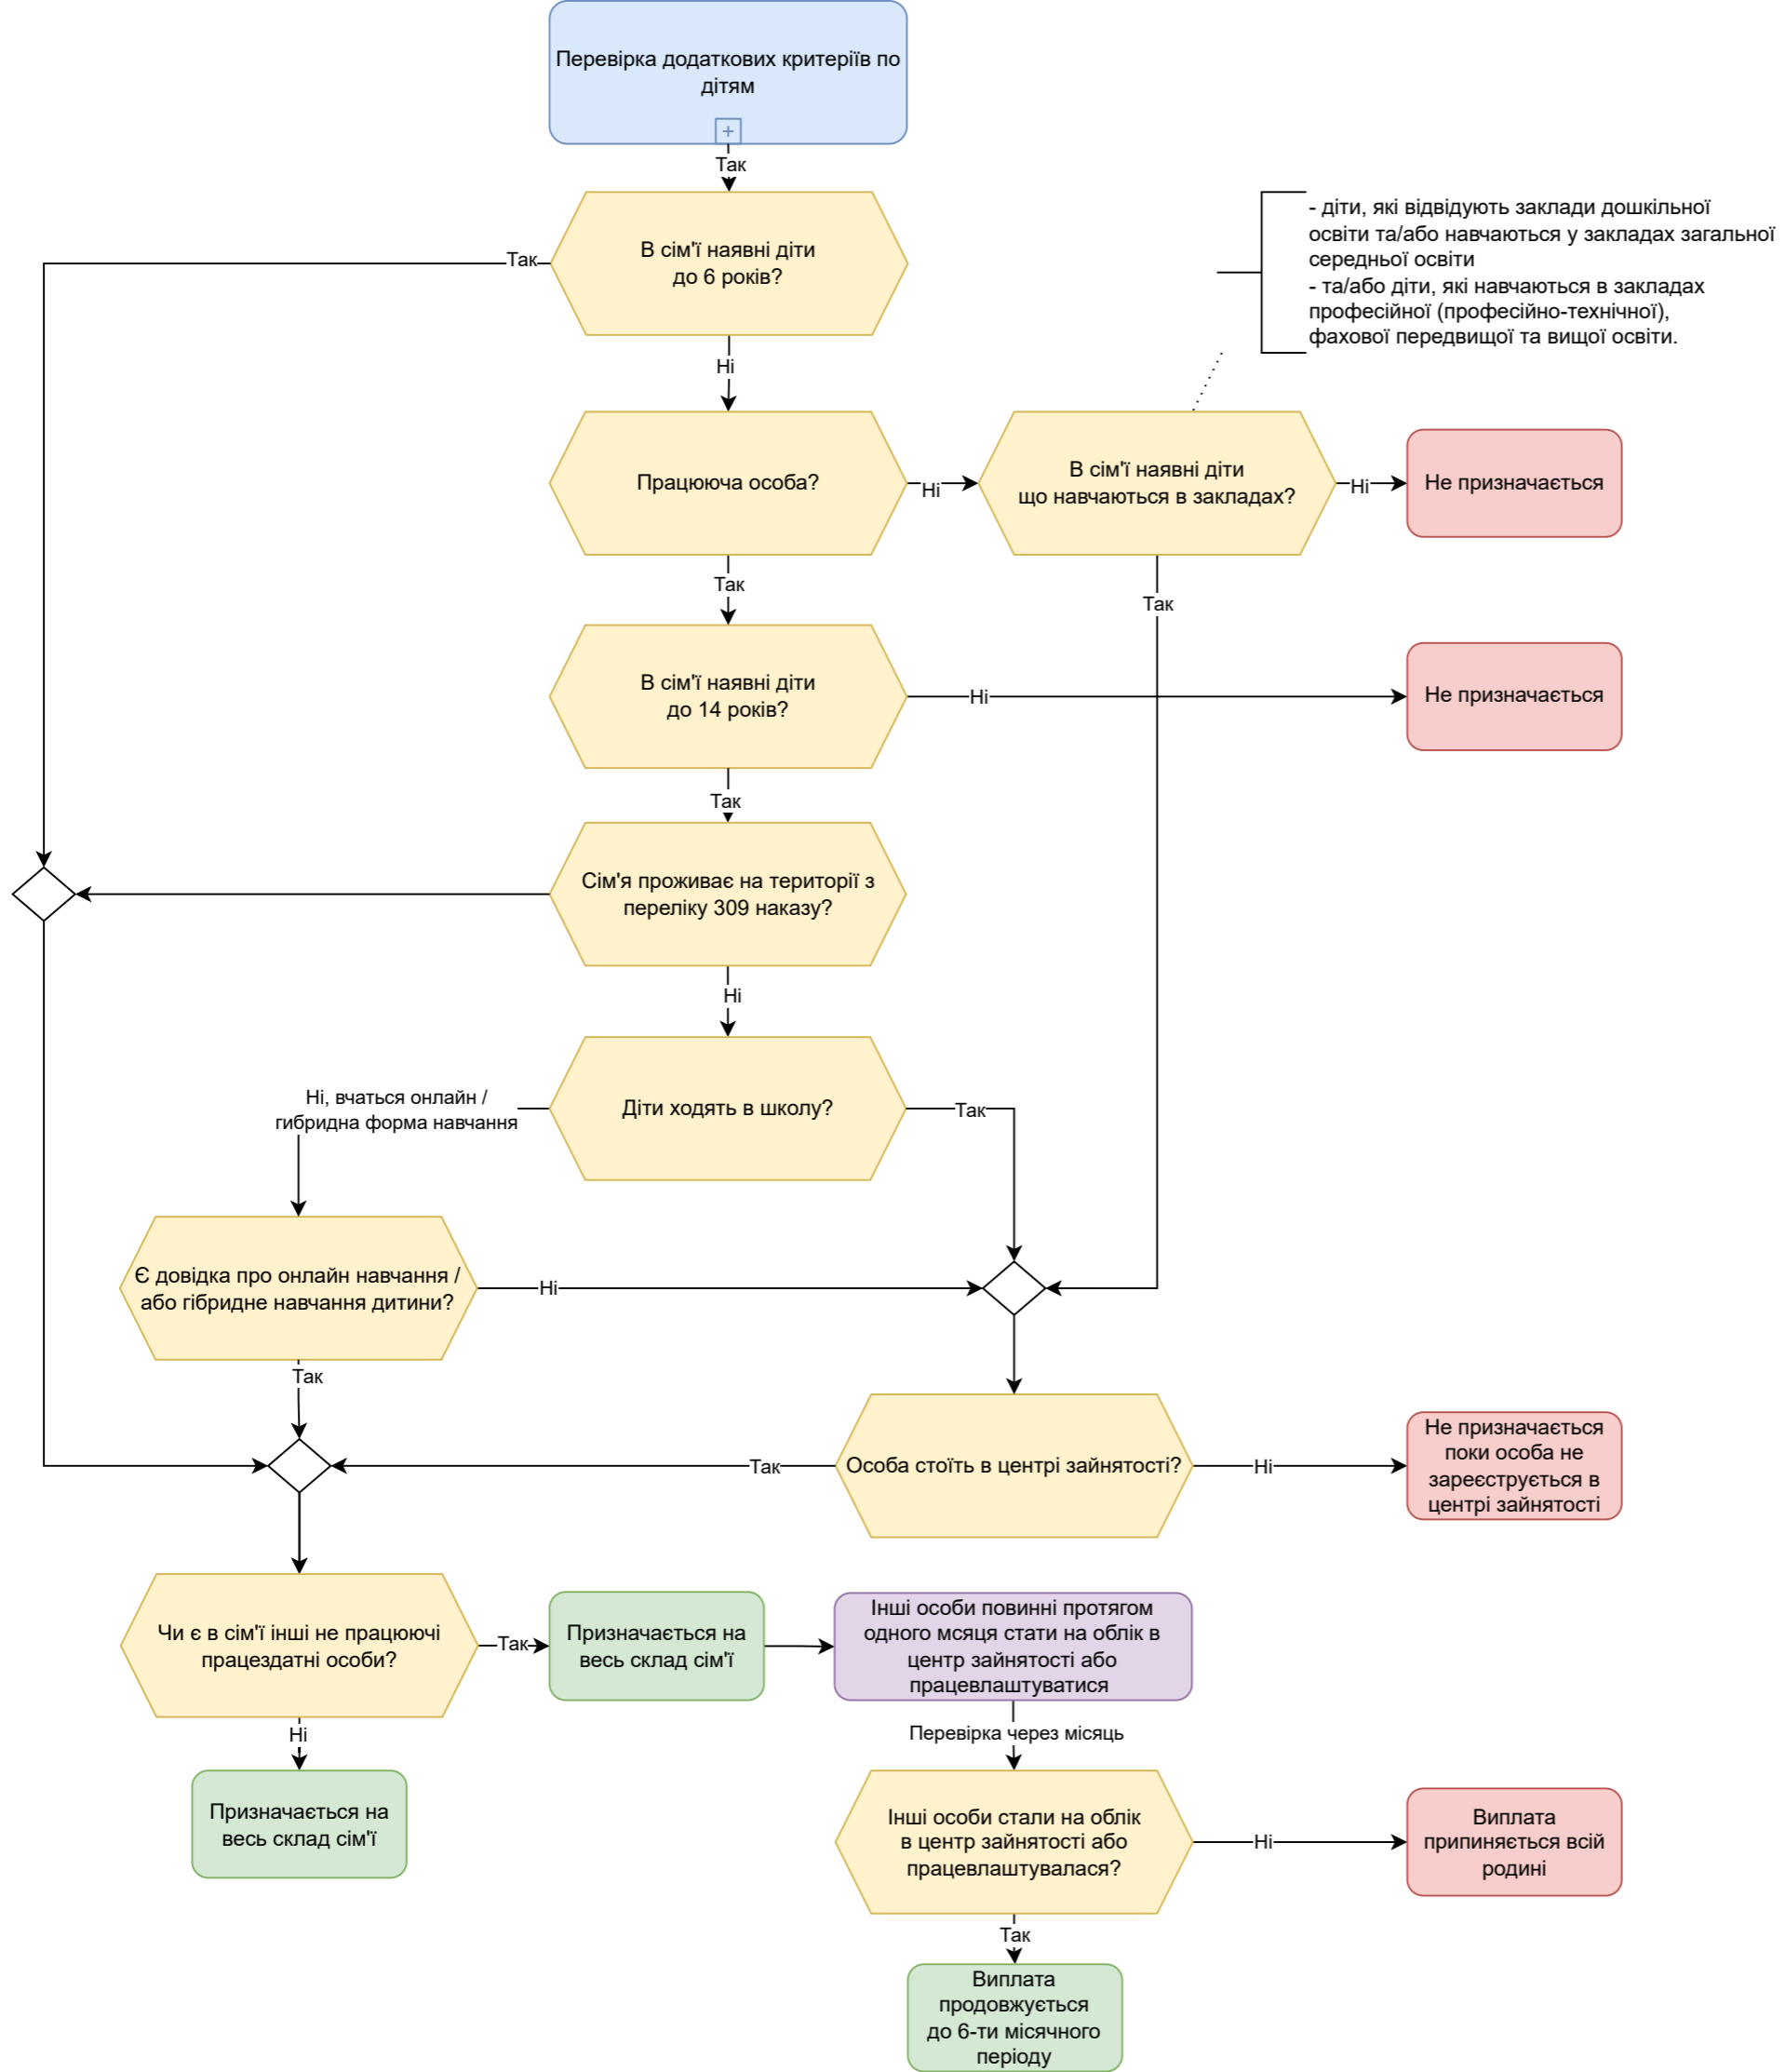 Перевірка додаткових критеріїв по
дітям
+
Так
В сім'ї наявні діти
до 6 років?
Так
Ні
- діти, які відвідують заклади дошкільної
освіти та/або навчаються у закладах загальної
середньої освіти
- та/або діти, які навчаються в закладах
професійної (професійно-технічної),
фахової передвищої та вищої освіти.
Працююча особа?
Ні
В сім'ї наявні діти
що навчаються в закладах?
Ні
Не призначається
Так
Так
В сім'ї наявні діти
до 14 років?
Ні
Не призначається
Так
Сім'я проживає на території з
переліку 309 наказу?
Ні
Діти ходять в школу?
Ні, вчаться онлайн /
гибридна форма навчання
Так
Є довідка про онлайн навчання /
або гібридне навчання дитини?
Ні
Так
Особа стоїть в центрі зайнятості?
Так
Ні
Не призначається
поки особа не
зареєструється в
центрі зайнятості
Чи є в сім'ї інші не працюючі
працездатні особи?
Так
Призначається на
весь склад сім'ї
Інші особи повинні протягом
одного мсяця стати на облік в
центр зайнятості або
працевлаштуватися
Ні
Призначається на
весь склад сім'ї
Перевірка через місяць
Інші особи стали на облік
в центр зайнятості або
працевлаштувалася?
Ні
Виплата
припиняється всій
родині
Так
Виплата
продовжується
до 6-ти місячного
періоду